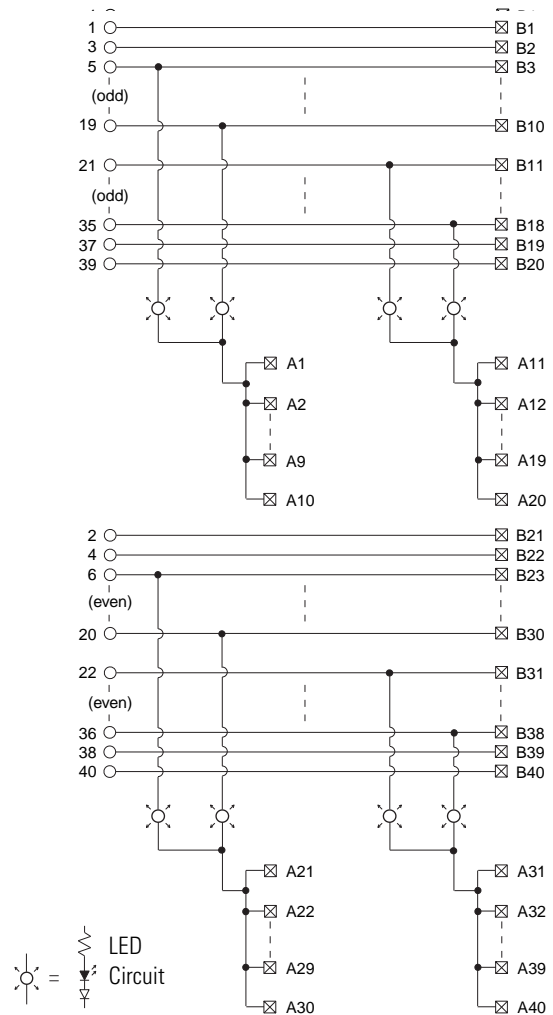 1 B1
3 B2
5 B3
(odd)
19 B10
21 B11
(odd)
35 B18
37 B19
39 B20
A1 A11
A2 A12
A9 A19
A10 A20
2 B21
4 B22
6 B23
(even)
20 B30
22 B31
(even)
36 B38
38 B39
40 B40
A21 A31
A22 A32
A29 A39
A30 A40
= LED
Circuit